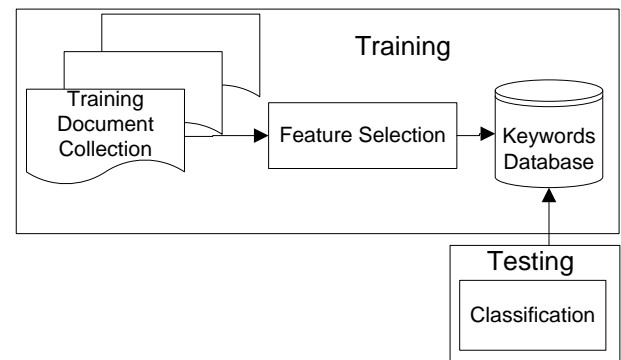 Training
Training
Document
Collection
Feature Selection
Keywords
Database
Testing
Classification